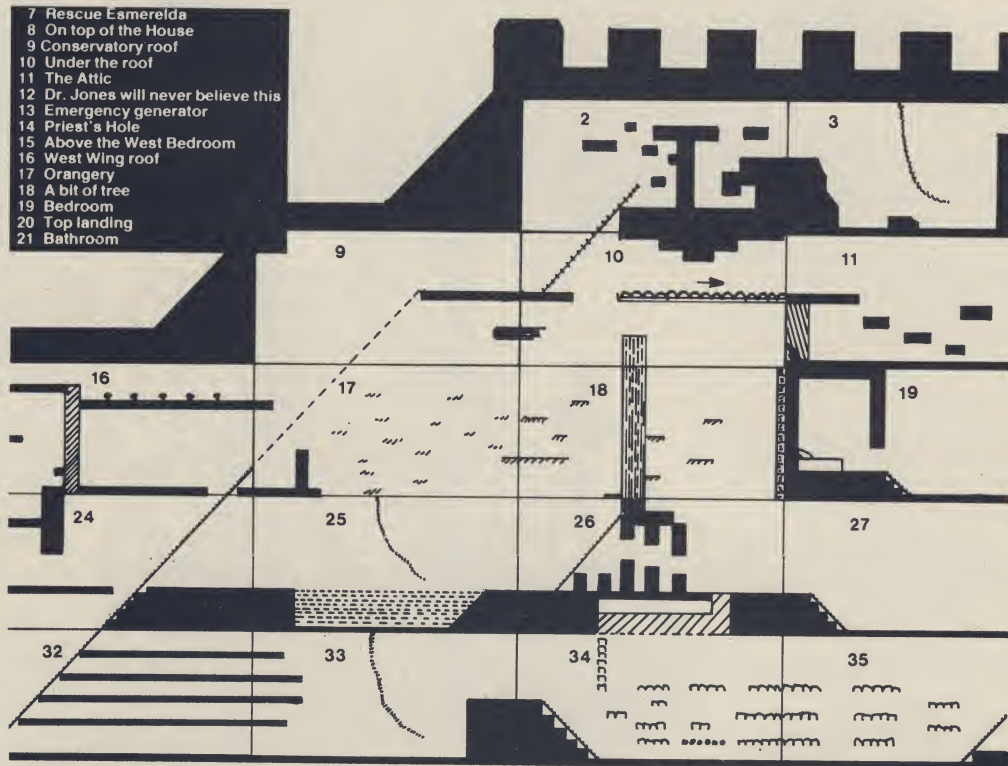 7 Rescue Esmerelda
8 On top of the House
9 Conservatory roof
10 Under the roof
11 The Attic
12 Dr. Jones will never believe this
13 Emergency generator
14 Priest's Hole
15 Above the West Bedroom
16 West Wing roof
17 Orangery
18 A bit of tree
19 Bedroom
20 Top landing
21 Bathroom
2 3
9 10 11
16 17 18 19
24 25 26 27
32 33 34 35